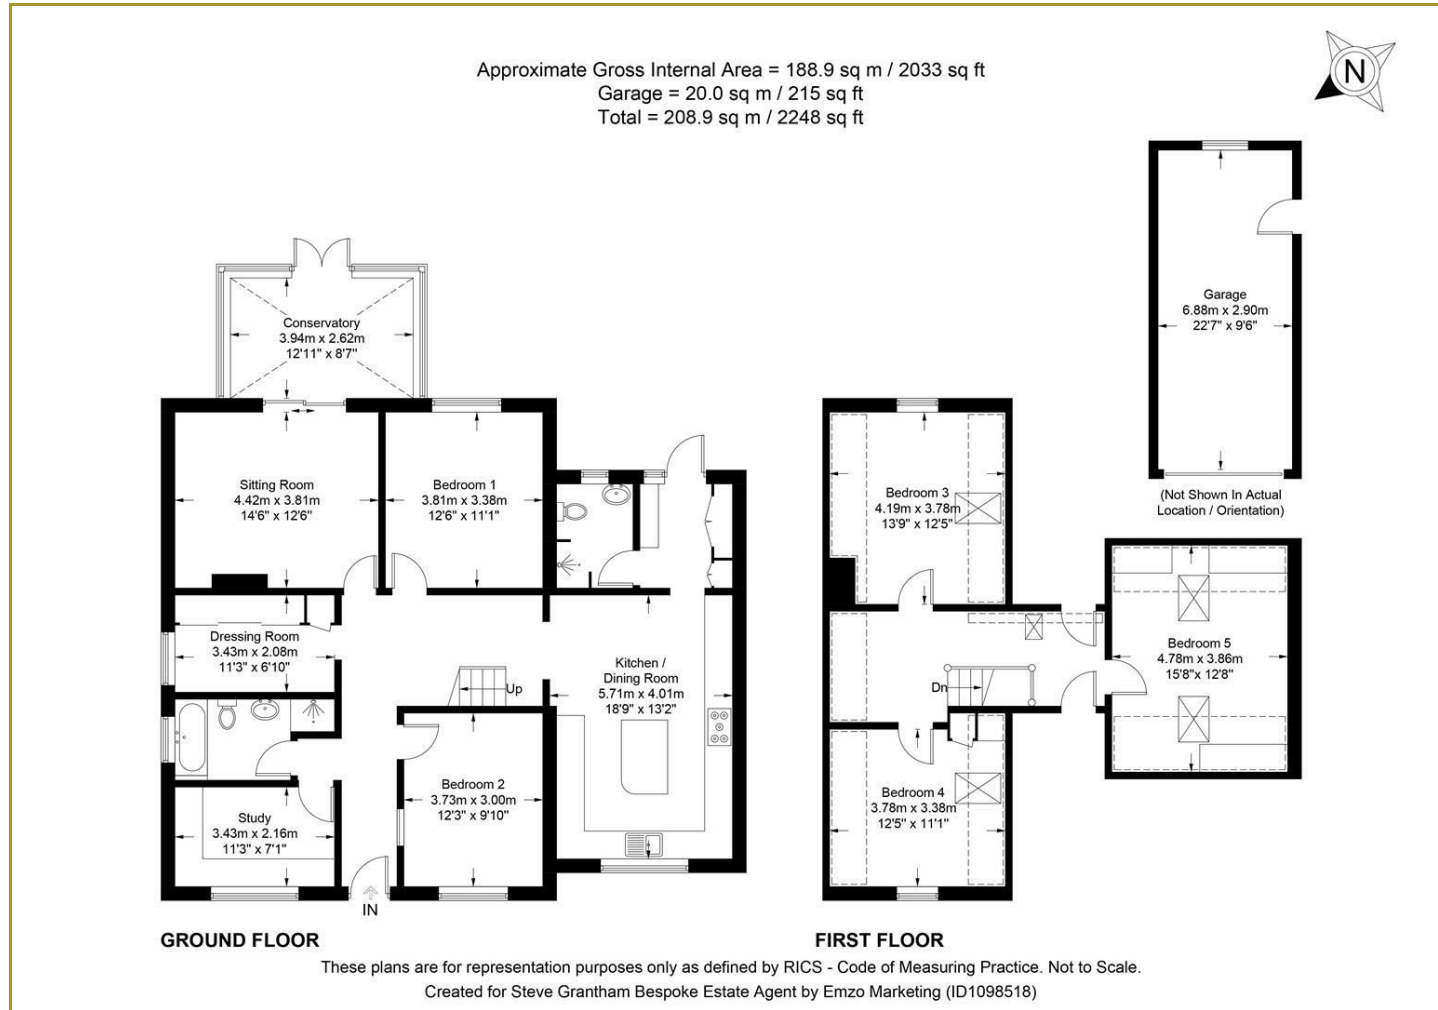 Approximate Gross Internal Area = 188.9 sq m / 2033 sq ft
Garage = 20.0 sq m / 215 sq ft
Total = 208.9 sq m / 2248 sq ft
N
Garage
6.88m x 2.90m
22'7" x 9'6"
(Not Shown In Actual
Location / Orientation)
Conservatory
3.94m x 2.62m
12'11" x 8'7"
Sitting Room
4.42m x 3.81m
14'6" x 12'6"
Bedroom 1
3.81m x 3.38m
12'6" x 11'1"
Dressing Room
3.43m x 2.08m
11'3" x 6'10"
Up
Kitchen /
Dining Room
5.71m x 4.01m
18'9" x 13'2"
Bedroom 2
3.73m x 3.00m
12'3" x 9'10"
Study
3.43m x 2.16m
11'3" x 7'1"
IN
Bedroom 3
4.19m x 3.78m
13'9" x 12'5"
Dn
Bedroom 5
4.78m x 3.86m
15'8" x 12'8"
Bedroom 4
3.78m x 3.38m
12'5" x 11'1"
GROUND FLOOR
FIRST FLOOR
These plans are for representation purposes only as defined by RICS - Code of Measuring Practice. Not to Scale.
Created for Steve Grantham Bespoke Estate Agent by Emzo Marketing (ID1098518)